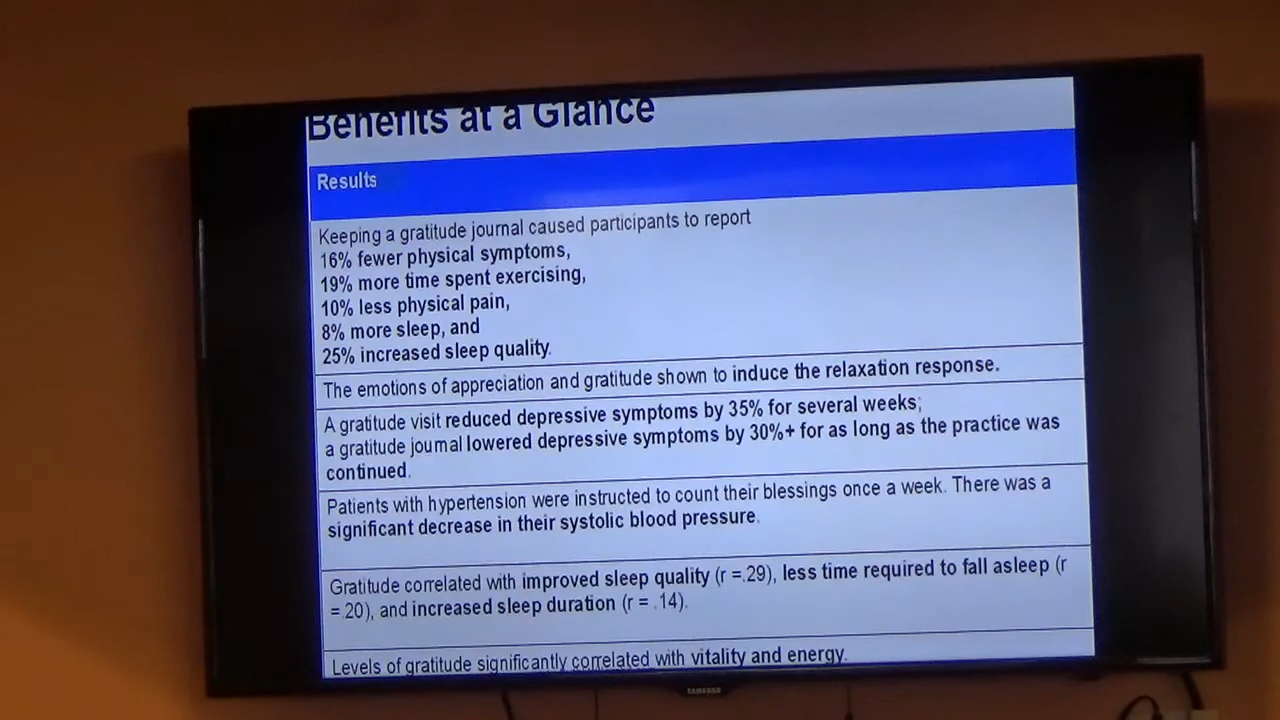 Benefits at a Glance
Results
Keeping a gratitude journal caused participants to report
16% fewer physical symptoms,
19% more time spent exercising,
10% less physical pain,
8% more sleep, and
25% increased sleep quality.
The emotions of appreciation and gratitude shown to induce the relaxation response.
A gratitude visit reduced depressive symptoms by 35% for several weeks;
a gratitude journal lowered depressive symptoms by 30%+ for as long as the practice was
continued.
Patients with hypertension were instructed to count their blessings once a week. There was a
significant decrease in their systolic blood pressure.
Gratitude correlated with improved sleep quality (r =.29), less time required to fall asleep (r
= .20), and increased sleep duration (r = .14).
Levels of gratitude significantly correlated with vitality and energy.
SAMSUNG